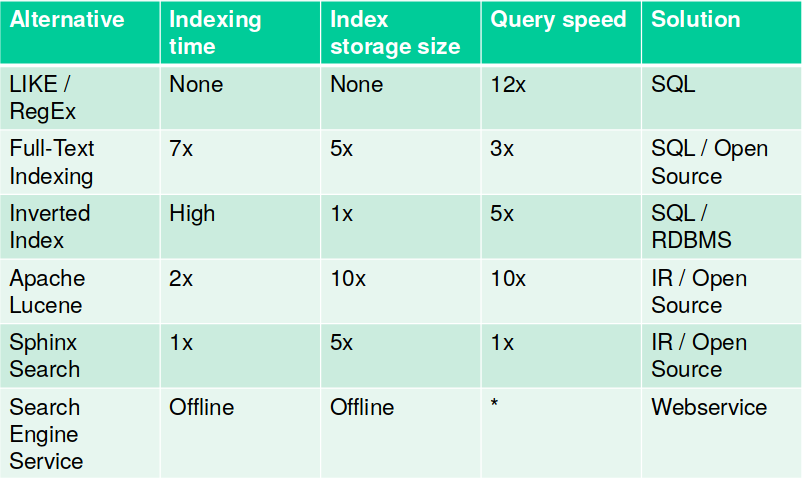 Alternative Indexing time Index storage size Query speed Solution
LIKE / RegEx None None 12x SQL
Full-Text Indexing 7x 5x 3x SQL / Open Source
Inverted Index High 1x 5x SQL / RDBMS
Apache Lucene 2x 10x 10x IR / Open Source
Sphinx Search 1x 5x 1x IR / Open Source
Search Engine Service Offline Offline * Webservice